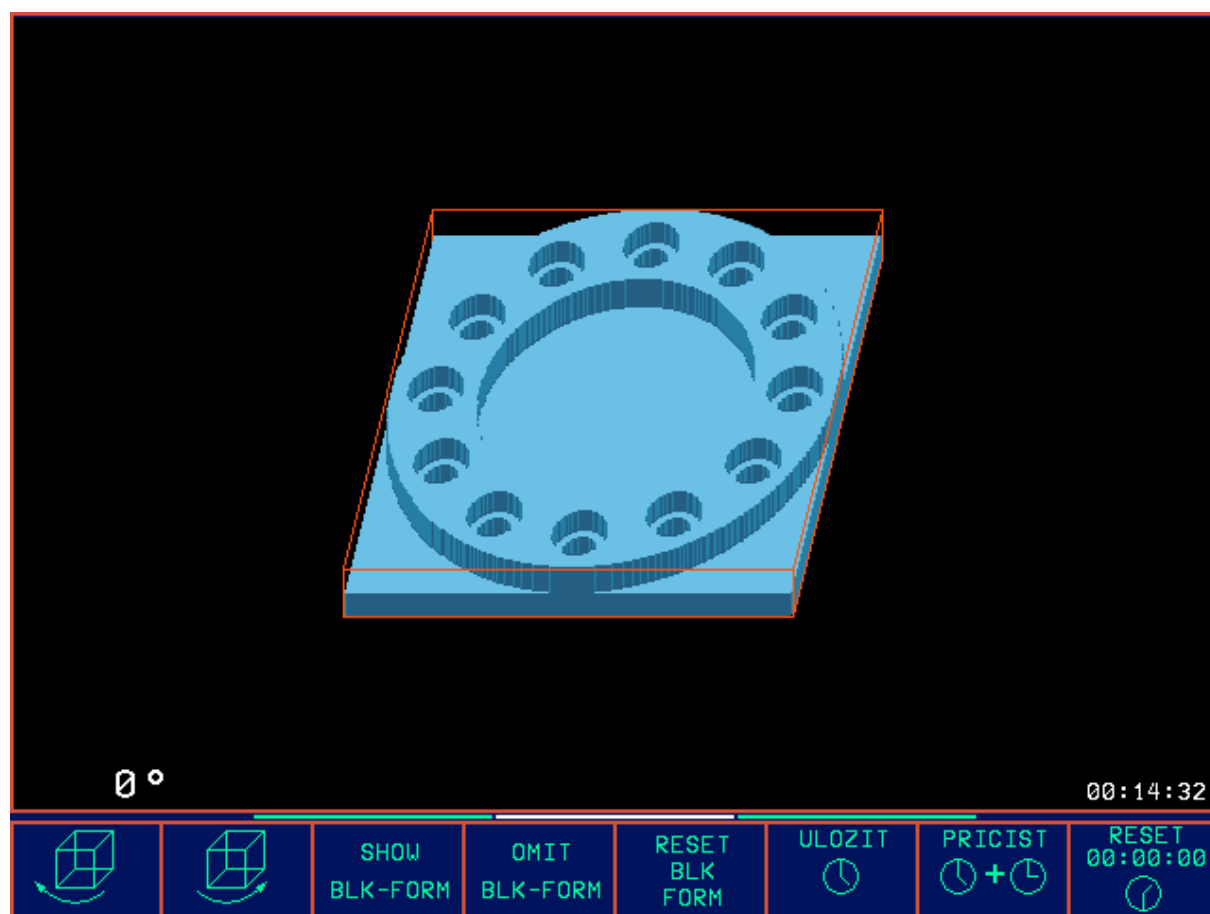 0°
00:14:32
SHOW
BLK-FORM
OMIT
BLK-FORM
RESET
BLK
FORM
ULOZIT
PRICIST
+
RESET
00:00:00